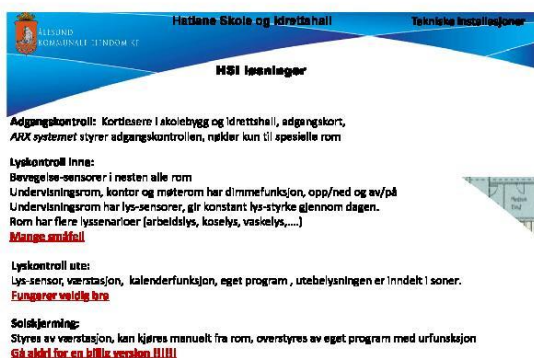 ÅLESUND
KOMMUNALE EIENDOM KF
Hatlane Skole og Idrettshall
Tekniske Installasjoner
HSI løsninger
Adgangskontroll: Kortlesere i skolebygg og idrettshall, adgangskort,
ARX systemet styrer adgangskontrollen, nøkler kun til spesielle rom
Lyskontroll inne:
Bevegelse-sensorer i nesten alle rom
Undervisningsrom, kontor og møterom har dimmefunksjon, opp/ned og av/på
Undervisningsrom har lys-sensorer, gir konstant lys-styrke gjennom dagen.
Rom har flere lysscenarioer (arbeidslys, koselys, vaskelys,....)
Mange småfeil
Lyskontroll ute:
Lys-sensor, værstasjon, kalenderfunksjon, eget program , utebelysningen er inndelt i soner.
Fungerer veldig bra
Solskjerming:
Styres av værstasjon, kan kjøres manuelt fra rom, overstyres av eget program med urfunksjon
Gå aldri for en billig versjon !!!!!